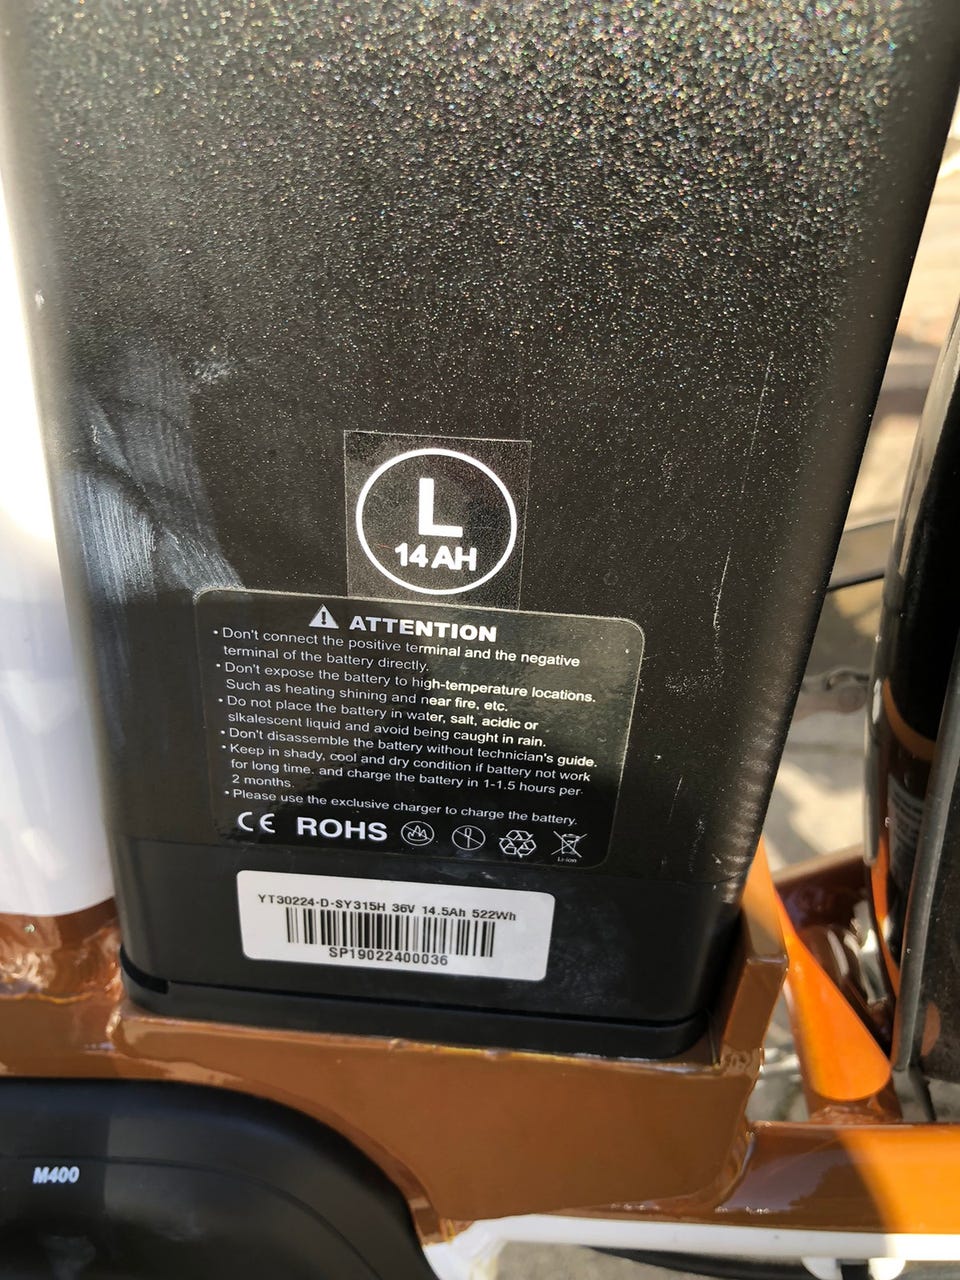 L
14 AH
ATTENTION
• Don't connect the positive terminal and the negative
terminal of the battery directly.
• Don't expose the battery to high-temperature locations.
Such as heating shining and near fire, etc.
• Do not place the battery in water, salt, acidic or
slkalescent liquid and avoid being caught in rain.
• Don't disassemble the battery without technician's guide.
• Keep in shady, cool and dry condition if battery not work
for long time. and charge the battery in 1-1.5 hours per
2 months.
• Please use the exclusive charger to charge the battery.
CE ROHS
Li-ion
YT30224-D-SY315H 36V 14.5Ah 522Wh
SP19022400036
M400